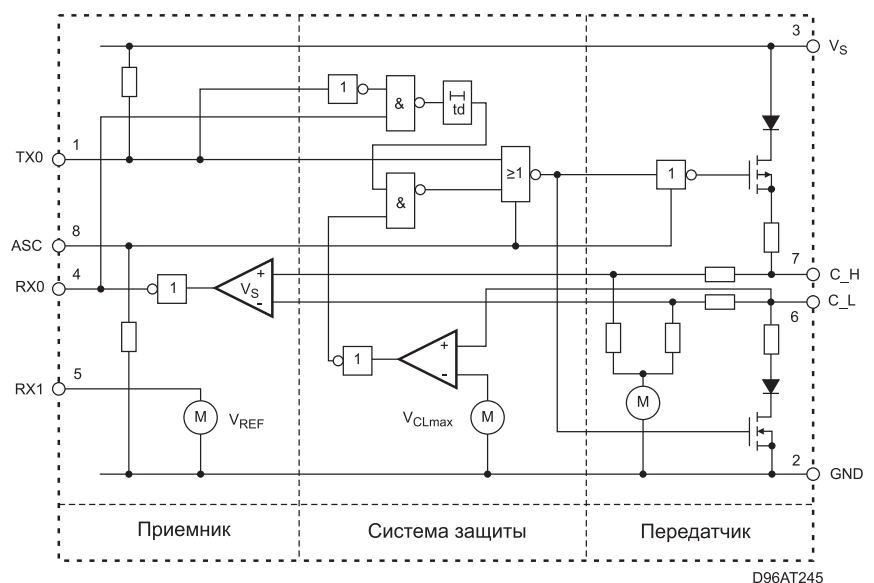 3
V_S
1
&
td
1
TX0
≥1
1
&
8
ASC
4
RX0
1
V_S
+
-
7
C_H
C_L
6
+
-
1
5
RX1
M
V_REF
V_CLmax
M
M
2
GND
Приемник
Система защиты
Передатчик
D96AT245